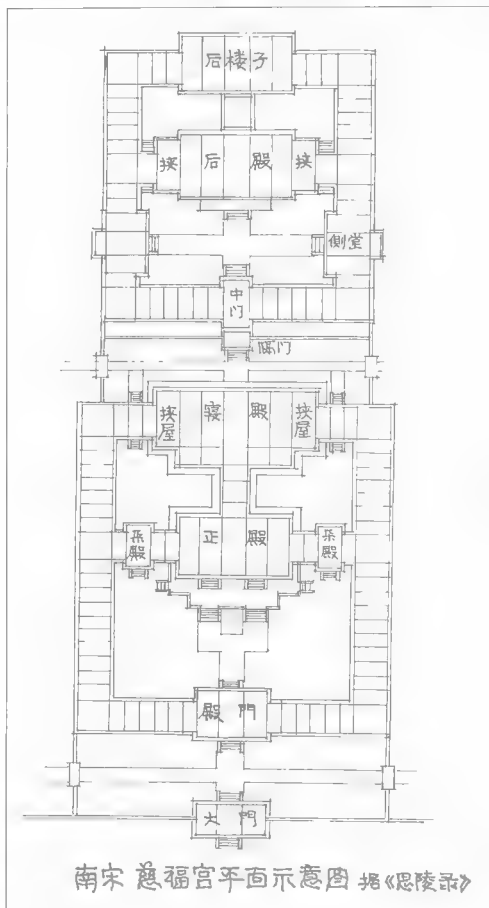 后楼子
挟 后殿 挟
侧堂
中门
隔门
挟屋 寝殿 挟屋
朵殿 正殿 朵殿
殿門
大門
南宋 慈福宫平面示意图 据《思陵录》